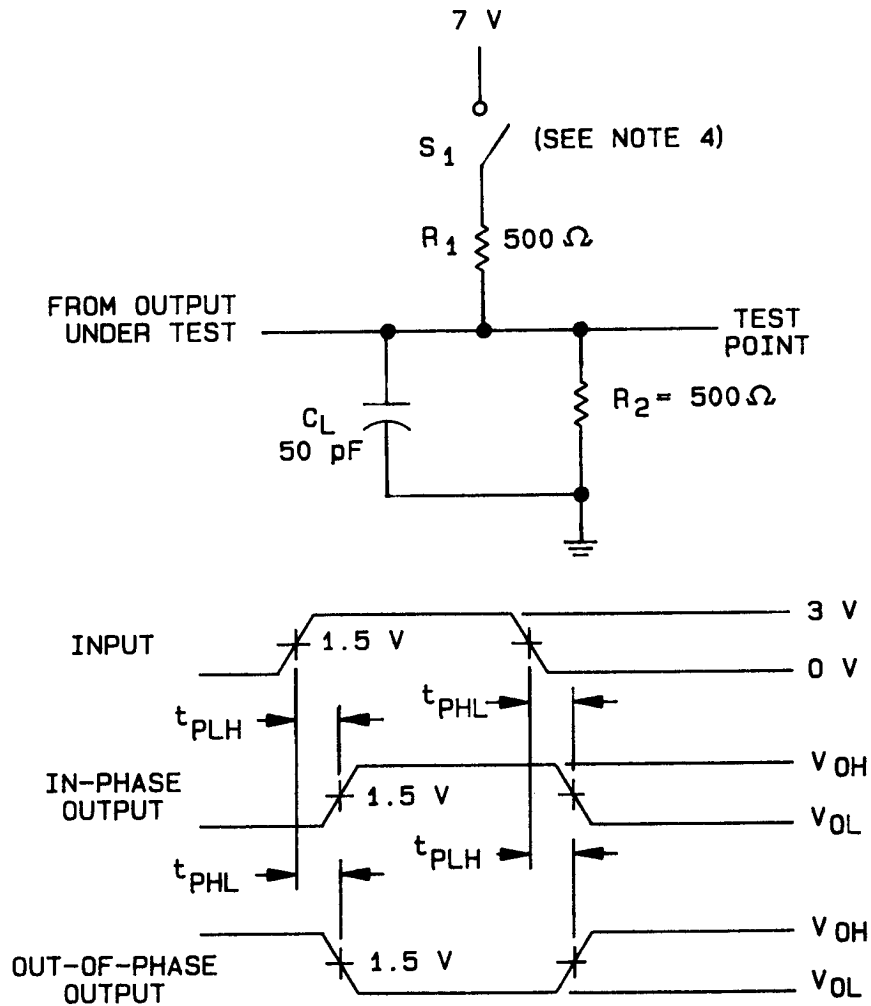 7 V
S1 (SEE NOTE 4)
R1 500 Ω
FROM OUTPUT
UNDER TEST
TEST
POINT
CL
50 pF
R2= 500Ω
3 V
INPUT
1.5 V
0 V
tPLH
tPHL
VOH
IN-PHASE
OUTPUT
1.5 V
VOL
tPHL
tPLH
VOH
OUT-OF-PHASE
OUTPUT
1.5 V
VOL